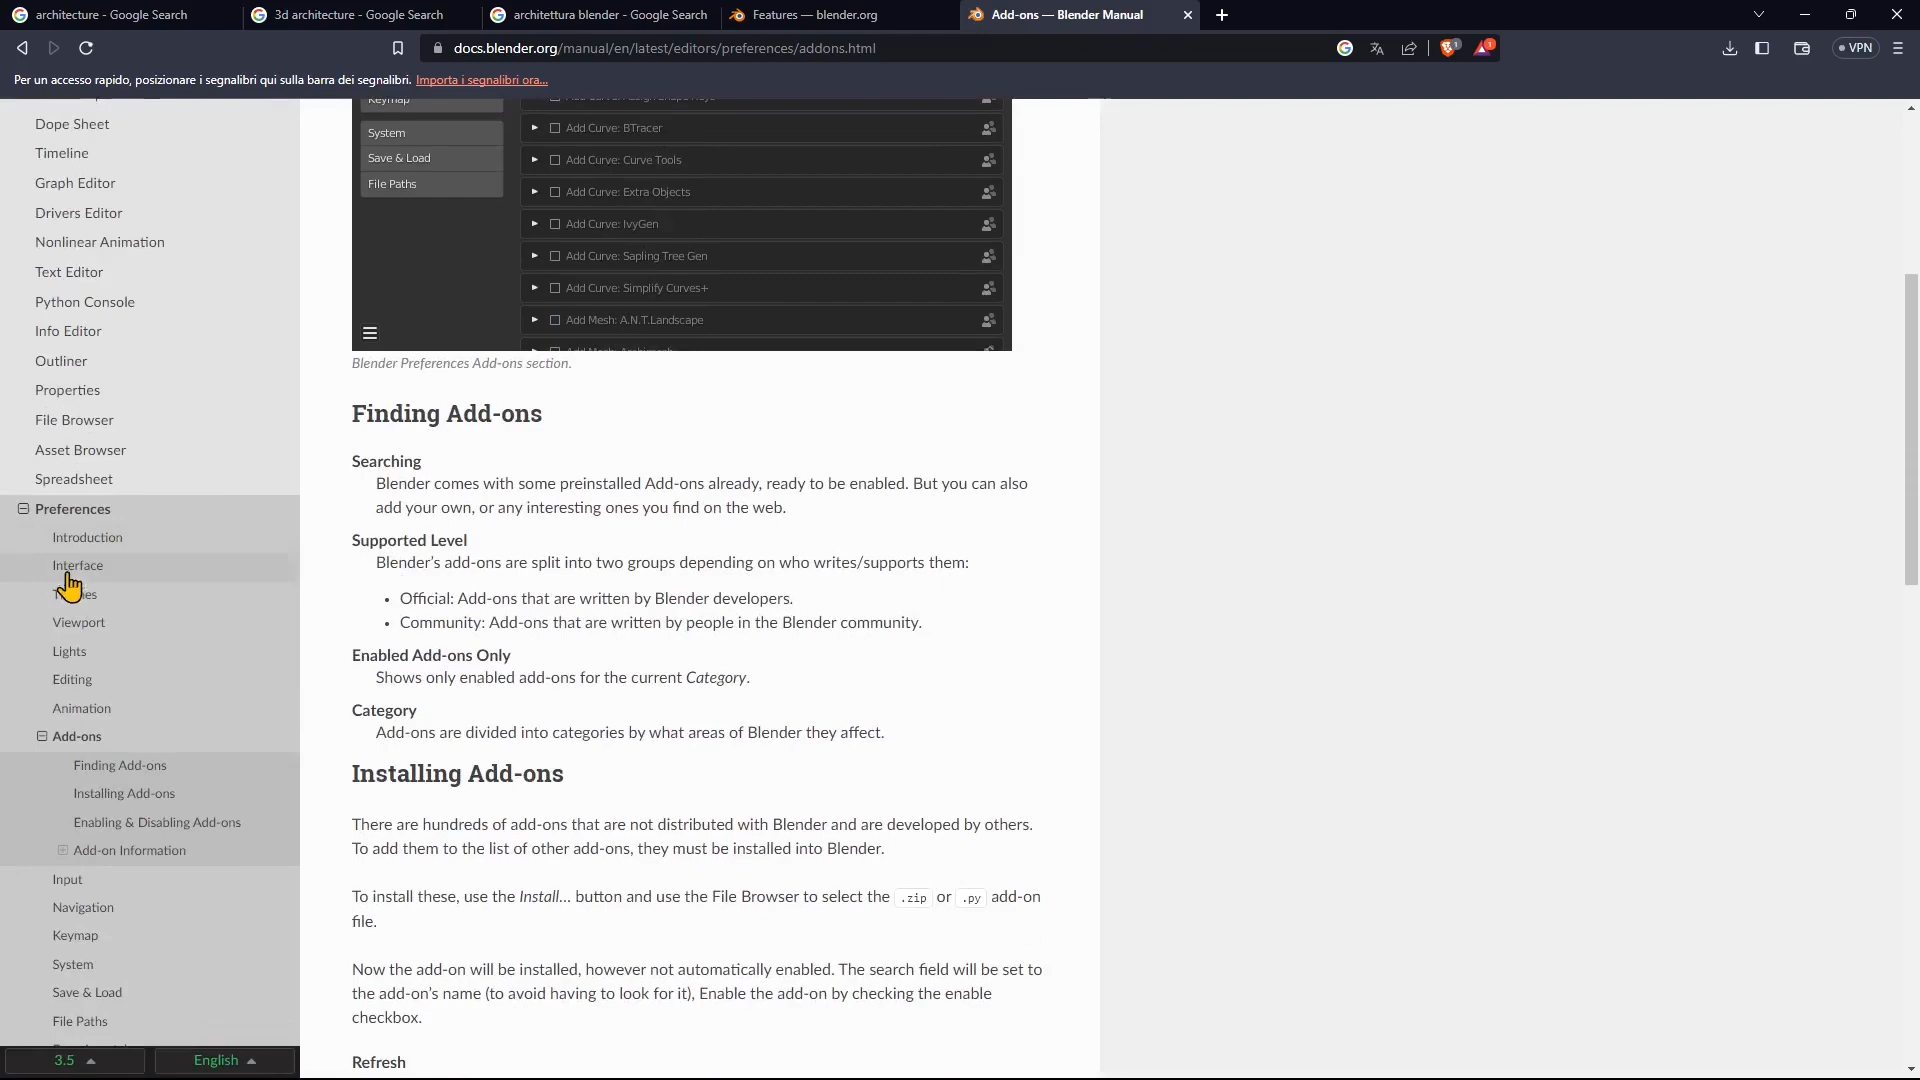 architecture - Google Search
3d architecture - Google Search
architettura blender - Google Search
Features — blender.org
Add-ons — Blender Manual
docs.blender.org/manual/en/latest/editors/preferences/addons.html
1
1
VPN
Per un accesso rapido, posizionare i segnalibri qui sulla barra dei segnalibri. Importa i segnalibri ora...
Dope Sheet
Timeline
Graph Editor
Drivers Editor
Nonlinear Animation
Text Editor
Python Console
Info Editor
Outliner
Properties
File Browser
Asset Browser
Spreadsheet
Preferences
Introduction
Interface
Viewport
Lights
Editing
Animation
Add-ons
Finding Add-ons
Installing Add-ons
Enabling & Disabling Add-ons
Add-on Information
Input
Navigation
Keymap
System
Save & Load
File Paths
3.5
English
Keymap
System
Save & Load
File Paths
Add Curve: BTracer
Add Curve: Curve Tools
Add Curve: Extra Objects
Add Curve: IvyGen
Add Curve: Sapling Tree Gen
Add Curve: Simplify Curves+
Add Mesh: A.N.T.Landscape
Blender Preferences Add-ons section.
Finding Add-ons
Searching
Blender comes with some preinstalled Add-ons already, ready to be enabled. But you can also
add your own, or any interesting ones you find on the web.
Supported Level
Blender’s add-ons are split into two groups depending on who writes/supports them:
• Official: Add-ons that are written by Blender developers.
• Community: Add-ons that are written by people in the Blender community.
Enabled Add-ons Only
Shows only enabled add-ons for the current Category.
Category
Add-ons are divided into categories by what areas of Blender they affect.
Installing Add-ons
There are hundreds of add-ons that are not distributed with Blender and are developed by others.
To add them to the list of other add-ons, they must be installed into Blender.
To install these, use the Install... button and use the File Browser to select the .zip or .py add-on
file.
Now the add-on will be installed, however not automatically enabled. The search field will be set to
the add-on’s name (to avoid having to look for it), Enable the add-on by checking the enable
checkbox.
Refresh